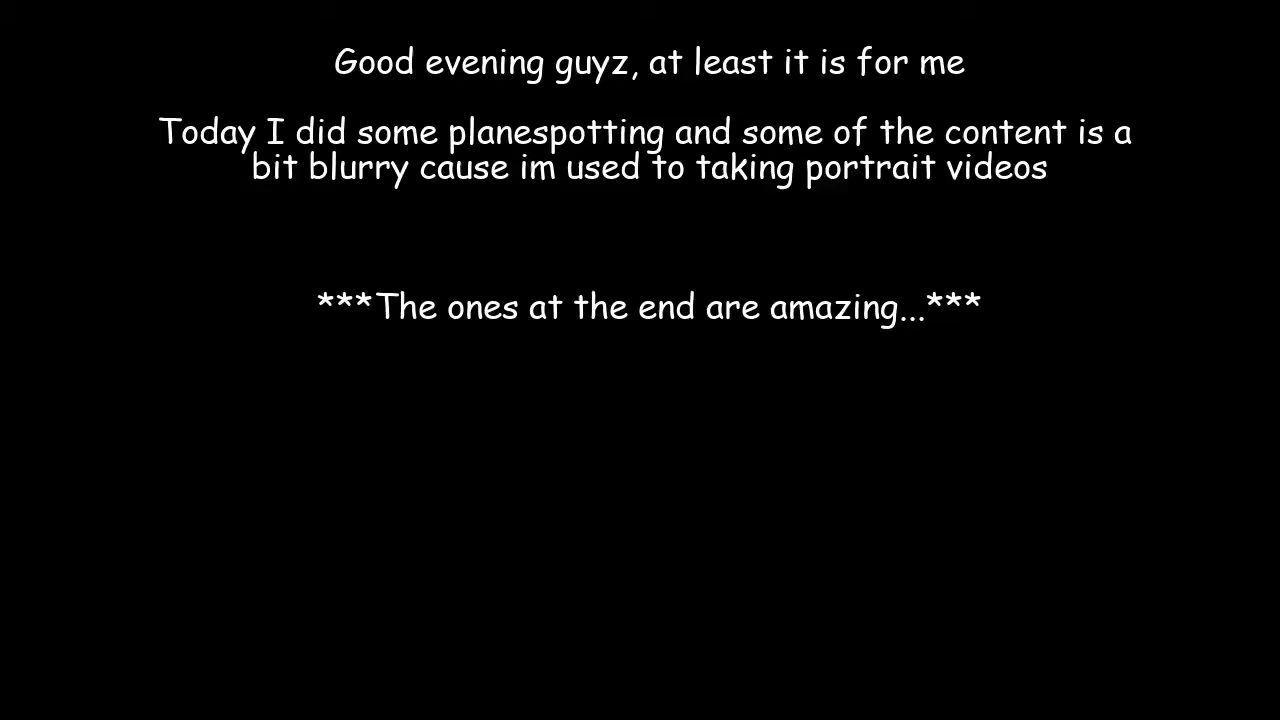 Good evening guyz, at least it is for me
Today I did some planespotting and some of the content is a
bit blurry cause im used to taking portrait videos
***The ones at the end are amazing...***